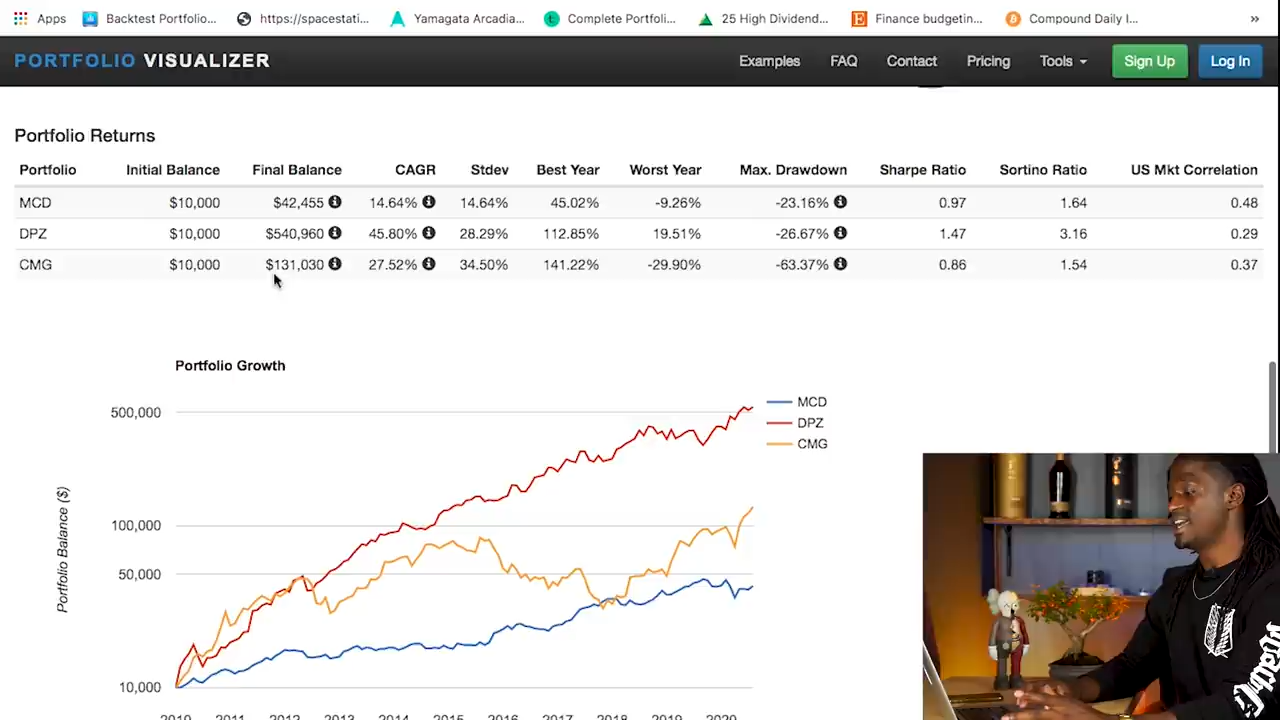 Apps Backtest Portfolio... https://spacestati... Yamagata Arcadia... Complete Portfoli... 25 High Dividend... Finance budgetin... Compound Daily I... »
PORTFOLIO VISUALIZER Examples FAQ Contact Pricing Tools Sign Up Log In
Portfolio Returns
Portfolio Initial Balance Final Balance CAGR Stdev Best Year Worst Year Max. Drawdown Sharpe Ratio Sortino Ratio US Mkt Correlation
MCD $10,000 $42,455 14.64% 14.64% 45.02% -9.26% -23.16% 0.97 1.64 0.48
DPZ $10,000 $540,960 45.80% 28.29% 112.85% 19.51% -26.67% 1.47 3.16 0.29
CMG $10,000 $131,030 27.52% 34.50% 141.22% -29.90% -63.37% 0.86 1.54 0.37
Portfolio Growth
500,000
100,000
50,000
10,000
Portfolio Balance ($)
MCD
DPZ
CMG
2010 2011 2012 2013 2014 2015 2016 2017 2018 2019 2020